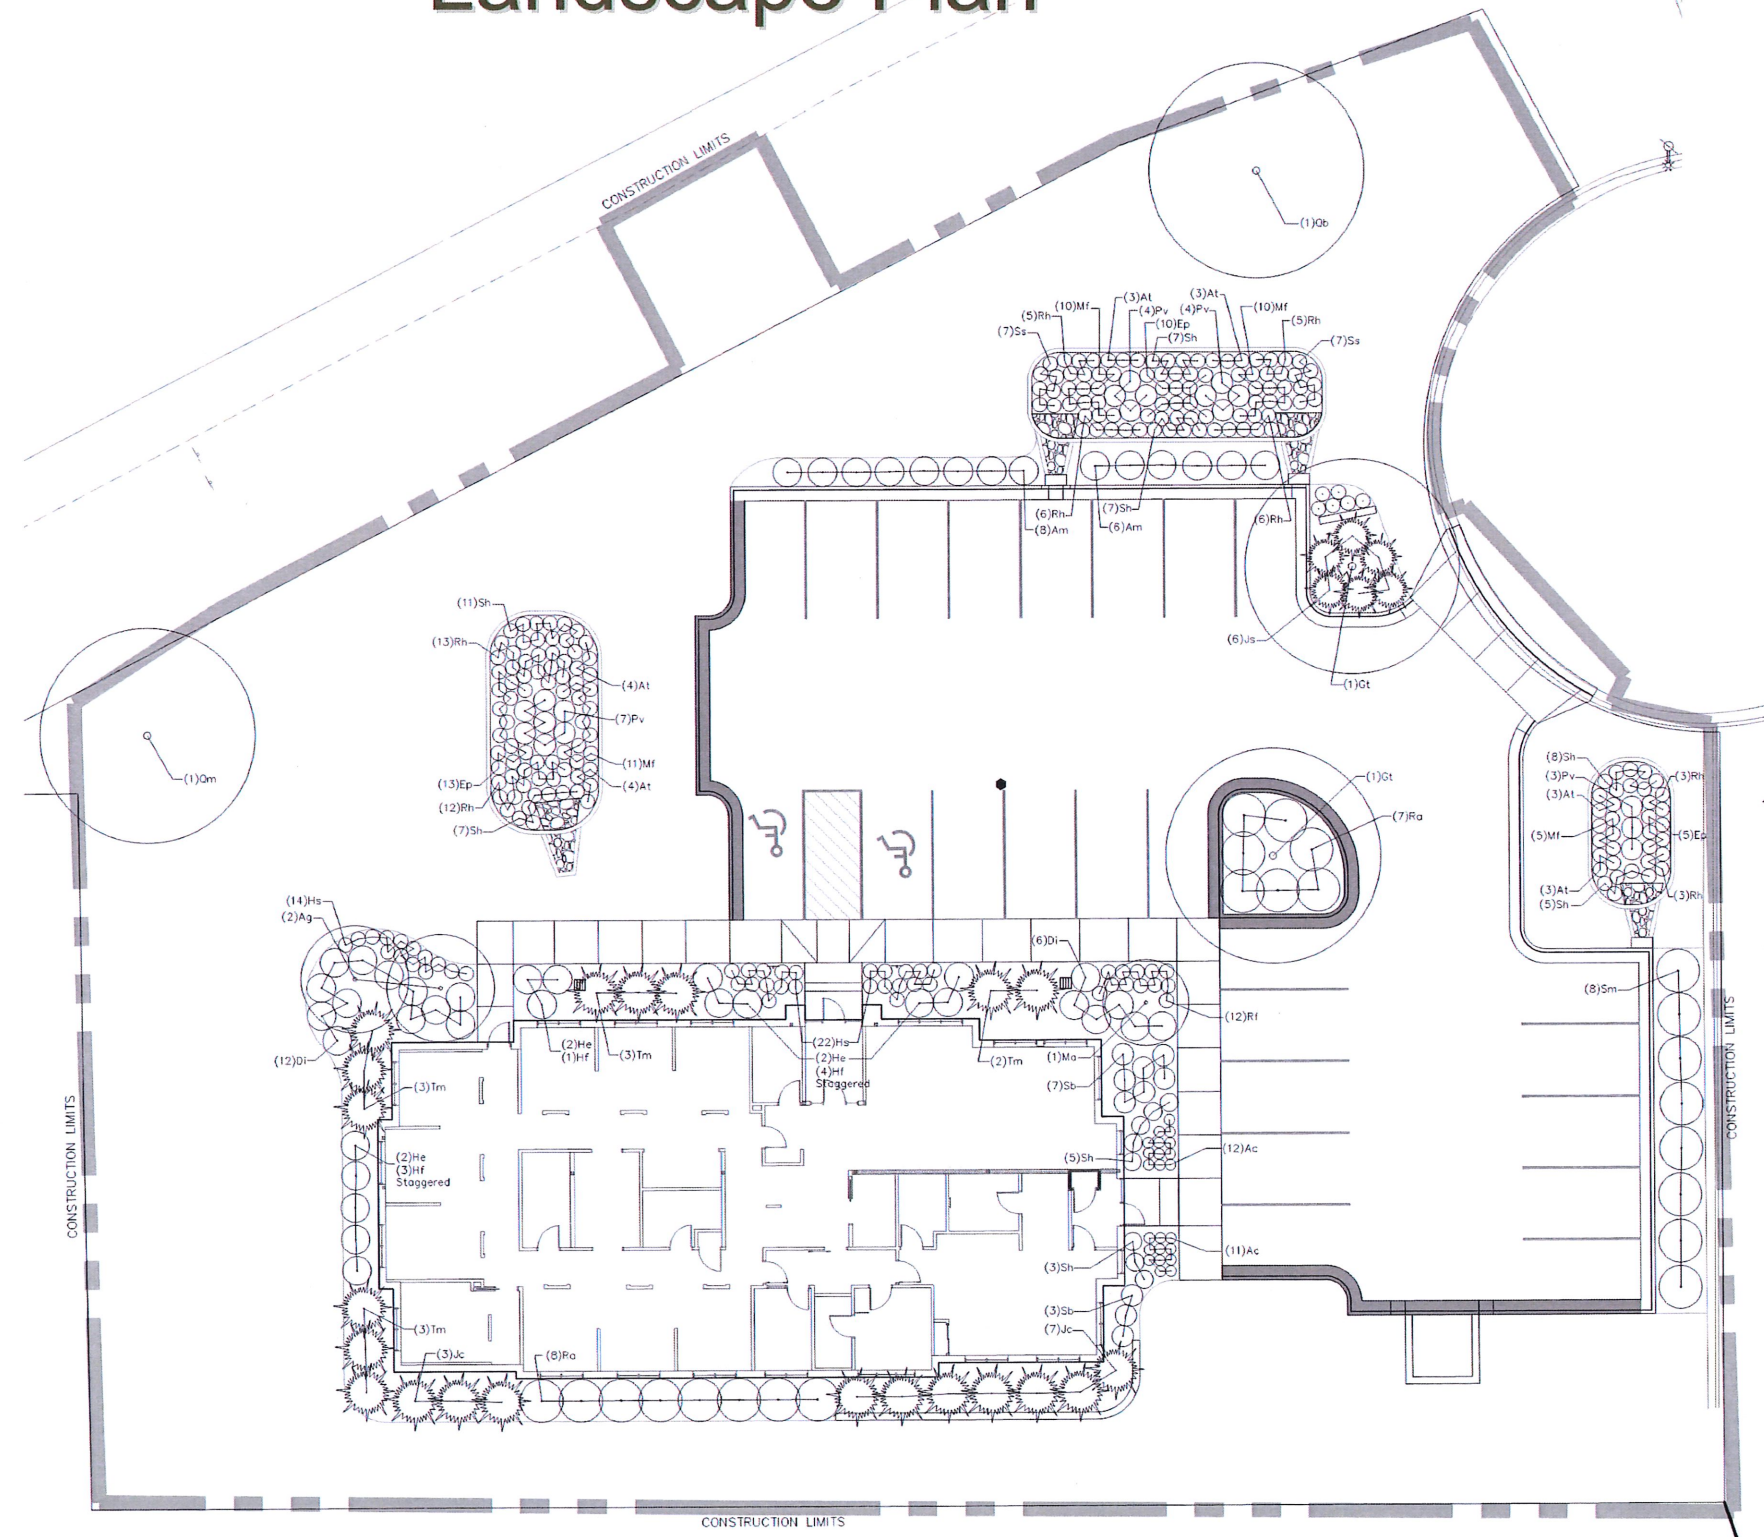 Landscape Plan
CONSTRUCTION LIMITS
(1)Qb
(3)At
(3)At
(10)Mf
(4)Pv
(4)Pv
(10)Mf
(5)Rh
(10)Ep
(5)Rh
(7)Ss
(7)Sh
(7)Ss
(6)Rh
(7)Sh
(6)Rh
(8)Am
(6)Am
(11)Sh
(13)Rh
(6)Js
(4)At
(1)Gt
(7)Pv
(1)Qm
(11)Mf
(13)Ep
(4)At
(12)Rh
(7)Sh
(8)Sh
(3)Pv
(3)Rh
(1)Gt
(3)At
(7)Ra
(5)Mf
(5)Ep
(3)At
(3)Rh
(5)Sh
(14)Hs
(2)Ag
(6)Di
(8)Sm
(12)Rf
CONSTRUCTION LIMITS
(12)Di
(2)He
(1)Hf
(3)Tm
(22)Hs
(2)He
(4)Hf
Staggered
(2)Tm
(1)Ma
(7)Sb
(3)Tm
CONSTRUCTION LIMITS
(2)He
(3)Hf
Staggered
(5)Sh
(12)Ac
(11)Ac
(3)Sh
(3)Sb
(7)Jc
(3)Tm
(3)Jc
(8)Ra
CONSTRUCTION LIMITS